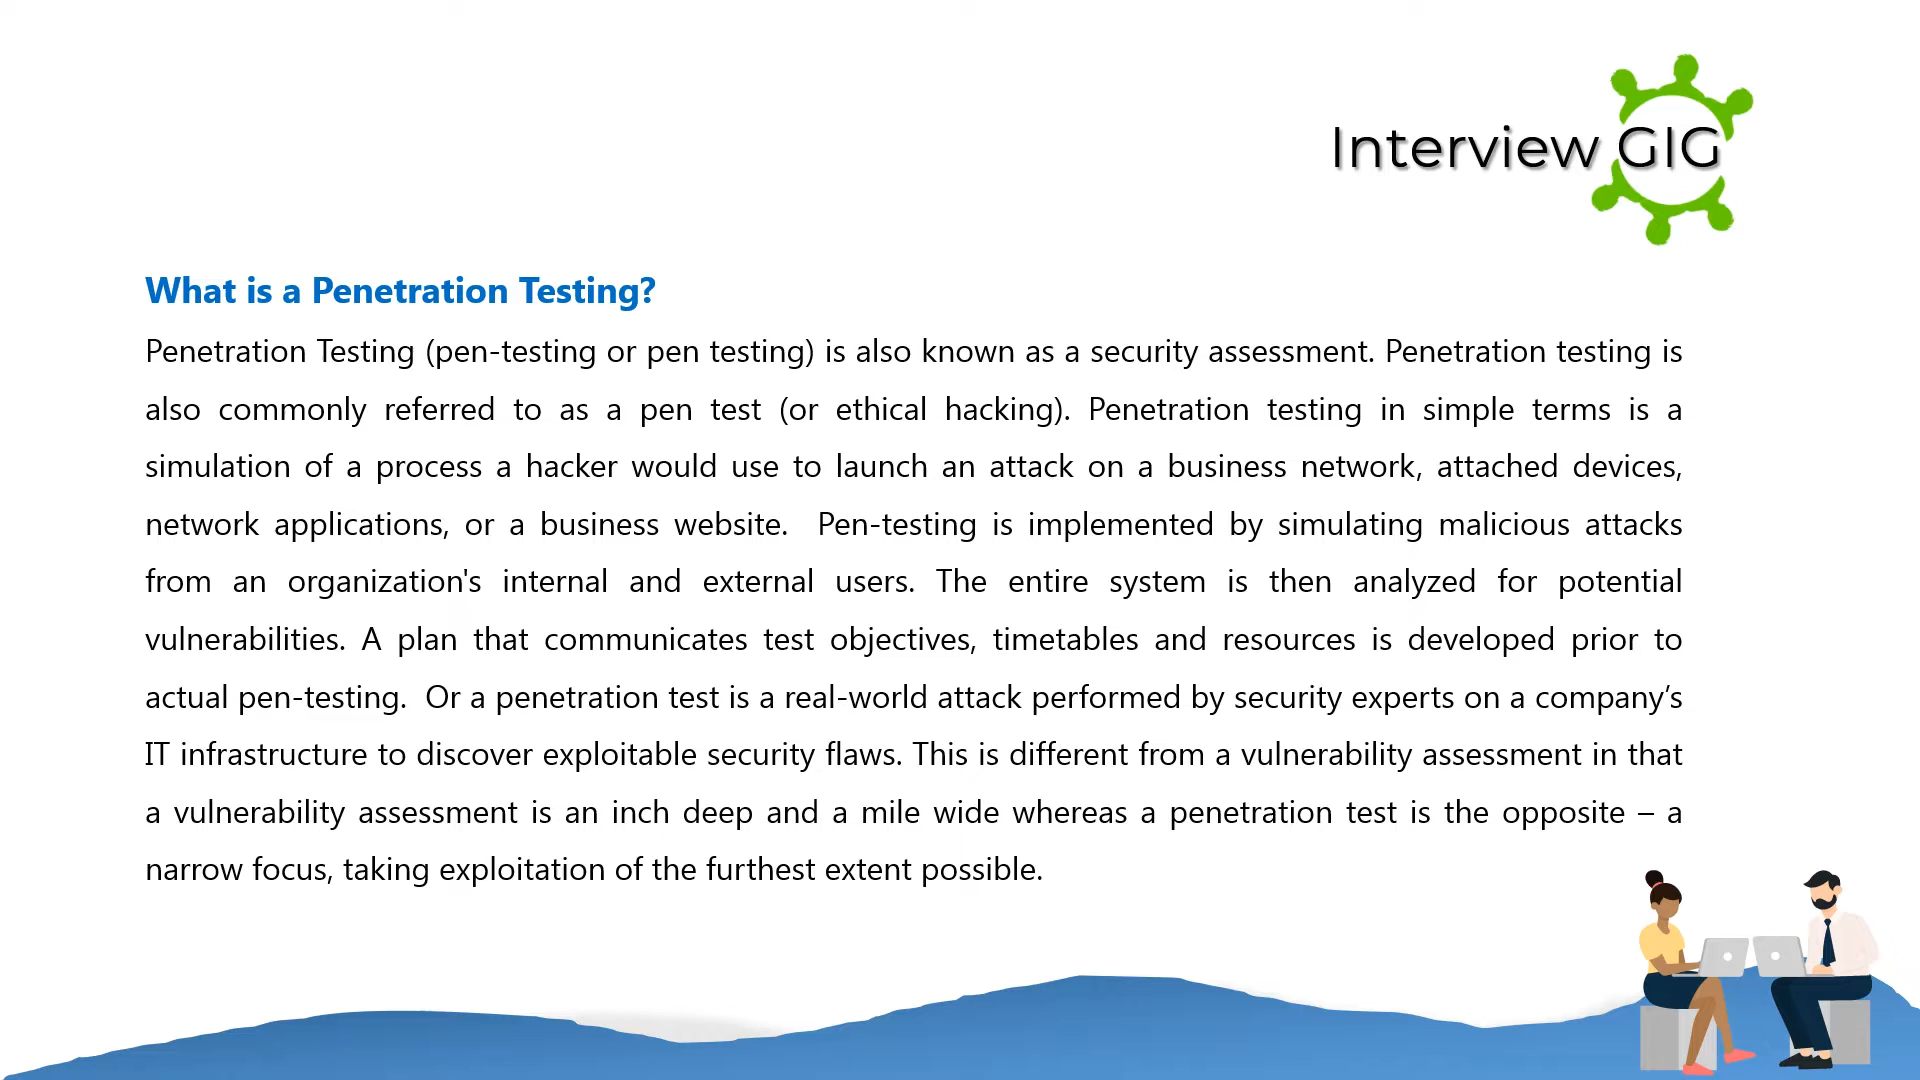 Interview GIG
What is a Penetration Testing?
Penetration Testing (pen-testing or pen testing) is also known as a security assessment. Penetration testing is
also commonly referred to as a pen test (or ethical hacking). Penetration testing in simple terms is a
simulation of a process a hacker would use to launch an attack on a business network, attached devices,
network applications, or a business website.  Pen-testing is implemented by simulating malicious attacks
from an organization's internal and external users. The entire system is then analyzed for potential
vulnerabilities. A plan that communicates test objectives, timetables and resources is developed prior to
actual pen-testing.  Or a penetration test is a real-world attack performed by security experts on a company’s
IT infrastructure to discover exploitable security flaws. This is different from a vulnerability assessment in that
a vulnerability assessment is an inch deep and a mile wide whereas a penetration test is the opposite – a
narrow focus, taking exploitation of the furthest extent possible.